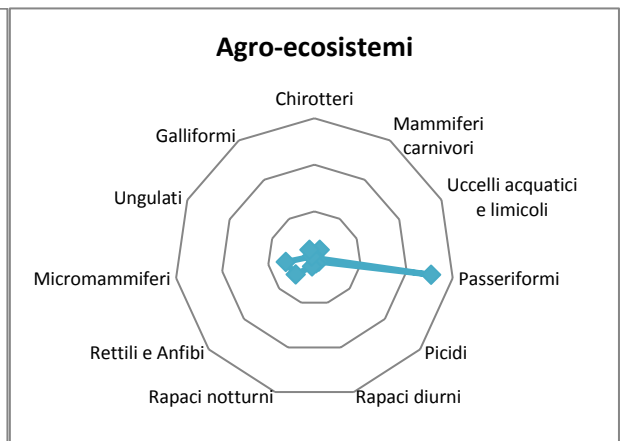 Agro-ecosistemi
Chirotteri
Mammiferi
carnivori
Uccelli acquatici
e limicoli
Passeriformi
Picidi
Rapaci diurni
Rapaci notturni
Rettili e Anfibi
Micromammiferi
Ungulati
Galliformi